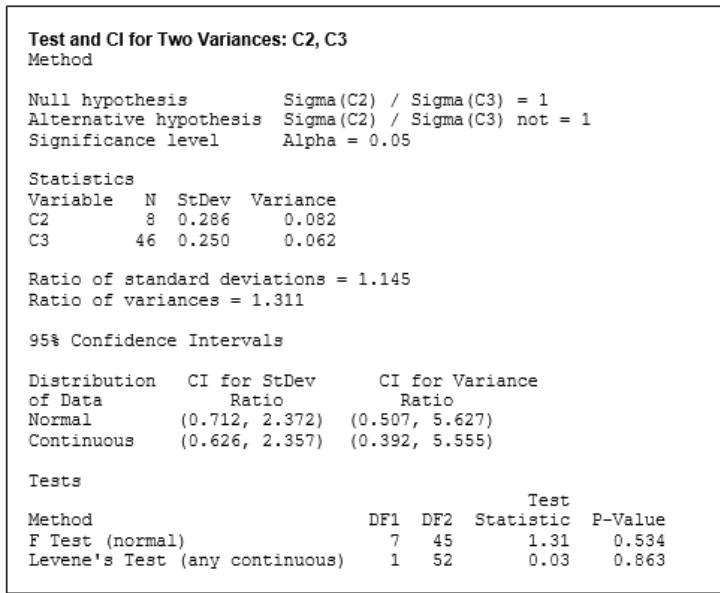 Test and CI for Two Variances: C2, C3
Method
Null hypothesis Sigma(C2) / Sigma(C3) = 1
Alternative hypothesis Sigma(C2) / Sigma(C3) not = 1
Significance level Alpha = 0.05
Statistics
Variable N StDev Variance
C2 8 0.286 0.082
C3 46 0.250 0.062
Ratio of standard deviations = 1.145
Ratio of variances = 1.311
95% Confidence Intervals
Distribution CI for StDev CI for Variance
of Data Ratio Ratio
Normal (0.712, 2.372) (0.507, 5.627)
Continuous (0.626, 2.357) (0.392, 5.555)
Tests
Test
Method DF1 DF2 Statistic P-Value
F Test (normal) 7 45 1.31 0.534
Levene's Test (any continuous) 1 52 0.03 0.863